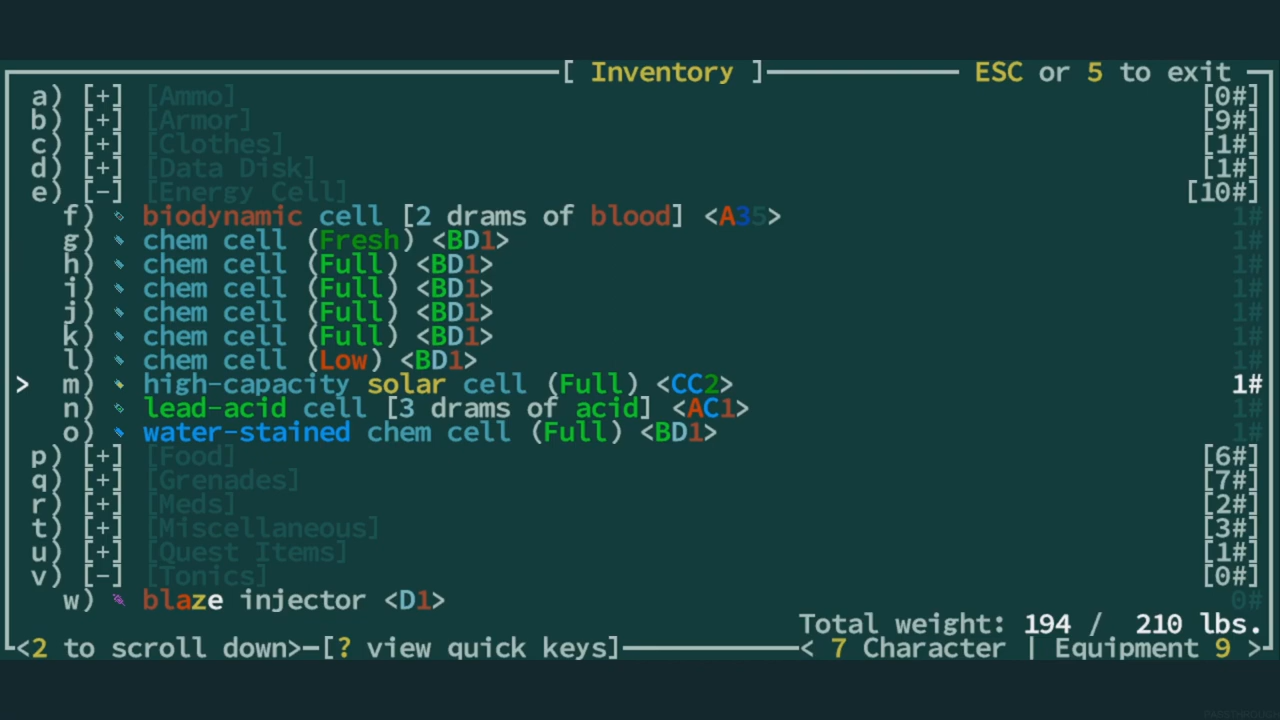 [ Inventory ] ESC or 5 to exit
a) [+] [Ammo] [0#]
b) [+] [Armor] [9#]
c) [+] [Clothes] [1#]
d) [+] [Data Disk] [1#]
e) [-] [Energy Cell] [10#]
f) biodynamic cell [2 drams of blood] <A35> 1#
g) chem cell (Fresh) <BD1> 1#
h) chem cell (Full) <BD1> 1#
i) chem cell (Full) <BD1> 1#
j) chem cell (Full) <BD1> 1#
k) chem cell (Full) <BD1> 1#
l) chem cell (Low) <BD1> 1#
> m) high-capacity solar cell (Full) <CC2> 1#
n) lead-acid cell [3 drams of acid] <AC1> 1#
o) water-stained chem cell (Full) <BD1> 1#
p) [+] [Food] [6#]
q) [+] [Grenades] [7#]
r) [+] [Meds] [2#]
t) [+] [Miscellaneous] [3#]
u) [+] [Quest Items] [1#]
v) [-] [Tonics] [0#]
w) blaze injector <D1> 0#
Total weight: 194 / 210 lbs.
<2 to scroll down> [? view quick keys] < 7 Character | Equipment 9 >